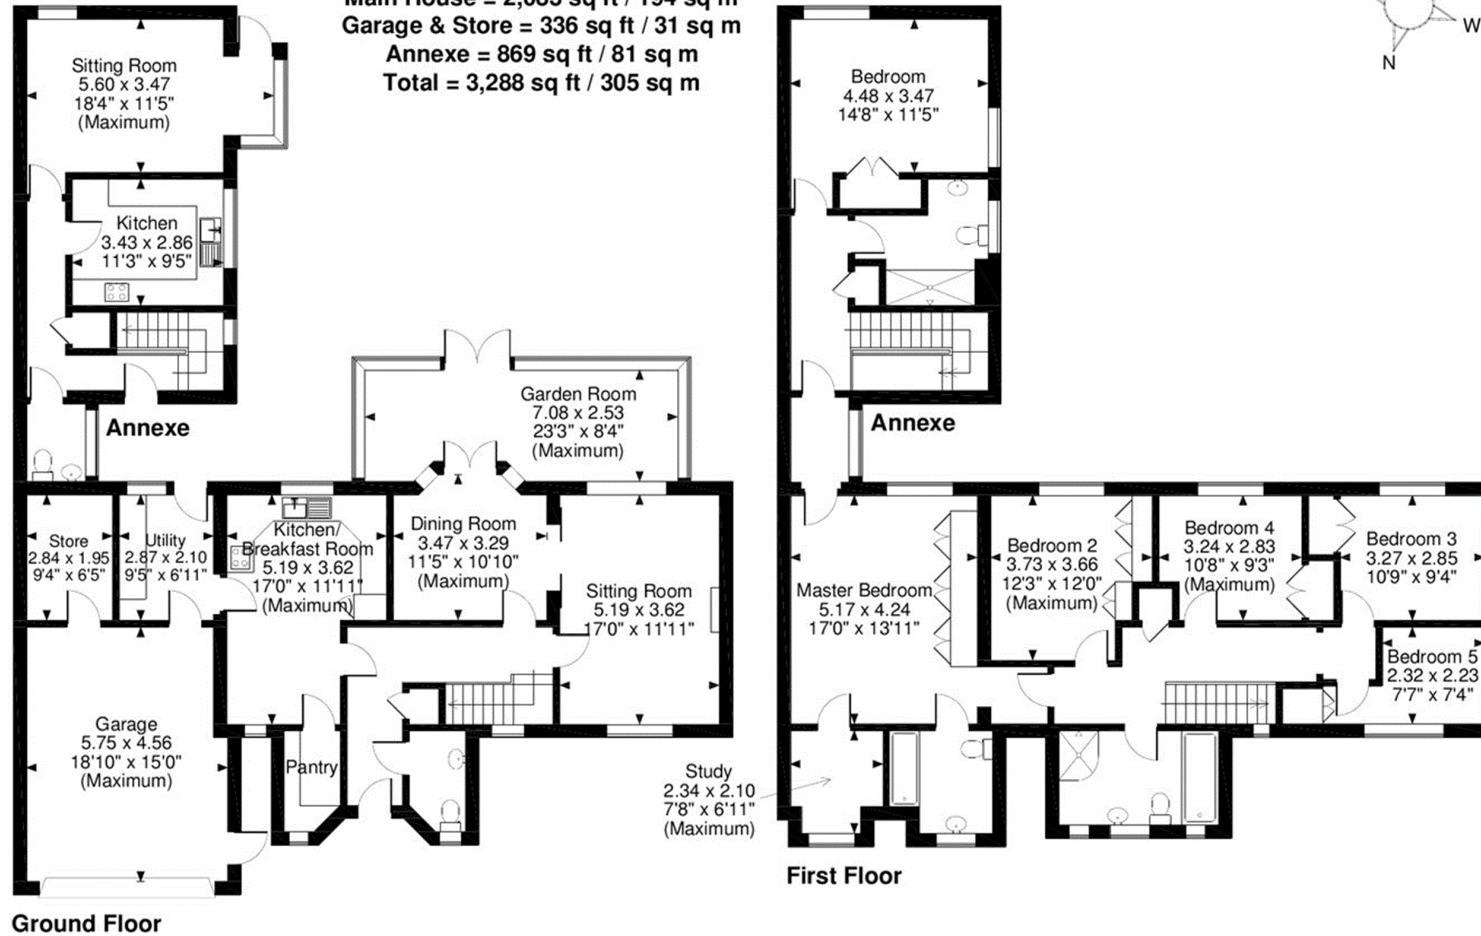 Main House = 2,083 sq ft / 194 sq m
Garage & Store = 336 sq ft / 31 sq m
Annexe = 869 sq ft / 81 sq m
Total = 3,288 sq ft / 305 sq m
W
N
Sitting Room
5.60 x 3.47
18'4" x 11'5"
(Maximum)
Kitchen
3.43 x 2.86
11'3" x 9'5"
Annexe
Garden Room
7.08 x 2.53
23'3" x 8'4"
(Maximum)
Store
2.84 x 1.95
9'4" x 6'5"
Utility
2.87 x 2.10
9'5" x 6'11"
Kitchen/
Breakfast Room
5.19 x 3.62
17'0" x 11'11"
(Maximum)
Dining Room
3.47 x 3.29
11'5" x 10'10"
(Maximum)
Sitting Room
5.19 x 3.62
17'0" x 11'11"
Garage
5.75 x 4.56
18'10" x 15'0"
(Maximum)
Pantry
Ground Floor
Bedroom
4.48 x 3.47
14'8" x 11'5"
Annexe
Master Bedroom
5.17 x 4.24
17'0" x 13'11"
Bedroom 2
3.73 x 3.66
12'3" x 12'0"
(Maximum)
Bedroom 4
3.24 x 2.83
10'8" x 9'3"
(Maximum)
Bedroom 3
3.27 x 2.85
10'9" x 9'4"
Bedroom 5
2.32 x 2.23
7'7" x 7'4"
Study
2.34 x 2.10
7'8" x 6'11"
(Maximum)
First Floor